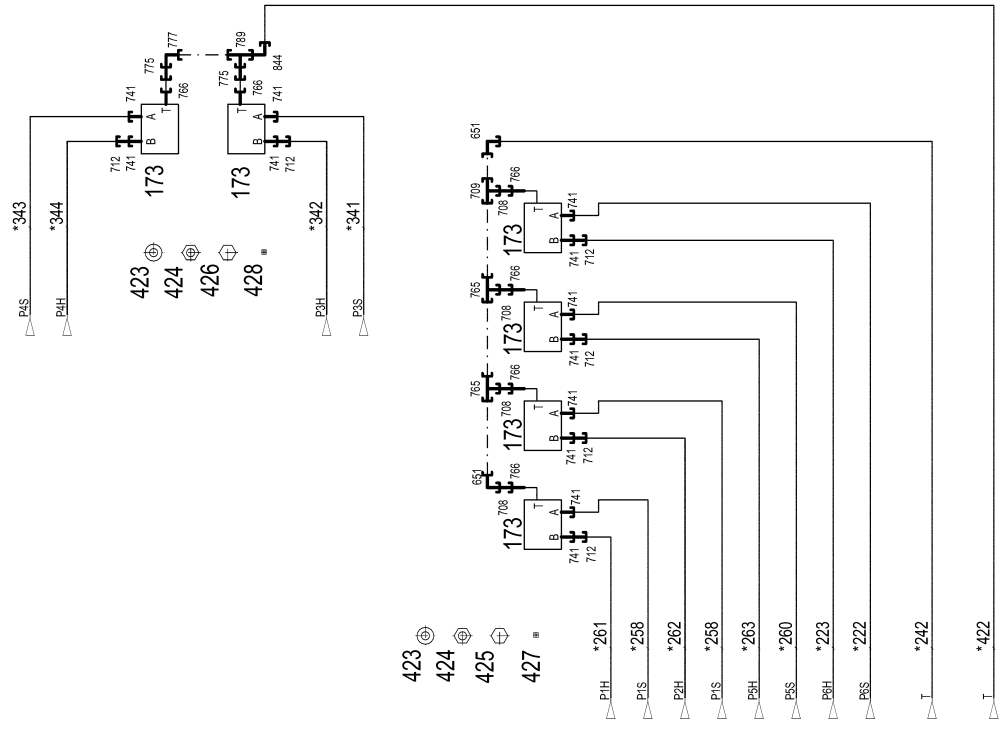 777
789
775
775
844
766
766
741
741
T
T
A
A
B
B
712
741
741
712
173
173
*343
*344
*342
*341
423
424
426
428
P4S
P4H
P3H
P3S
651
709
766
708
T
741
A
B
173
741
712
765
766
708
T
741
A
B
173
741
712
765
766
708
T
741
A
B
173
741
712
651
766
708
T
741
A
B
173
741
712
423
424
425
427
*261
*258
*262
*258
*263
*260
*223
*222
*242
*422
P1H
P1S
P2H
P1S
P5H
P5S
P6H
P6S
T
T